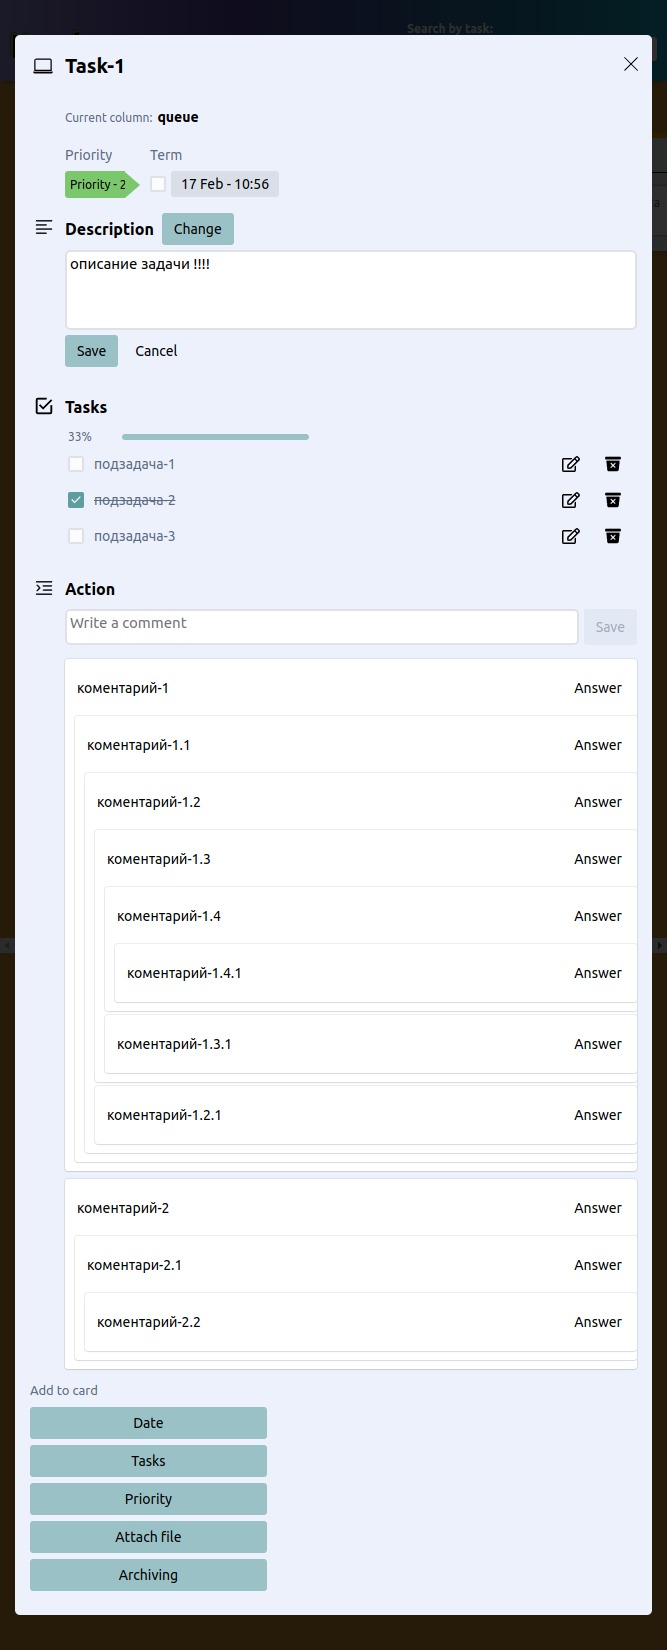 Search by task:
Task-1
Current column: queue
Priority Term
Priority - 2 17 Feb - 10:56
Description Change
описание задачи !!!!
Save Cancel
Tasks
33%
подзадача-1
подзадача-2
подзадача-3
Action
Write a comment Save
коментарий-1 Answer
коментарий-1.1 Answer
коментарий-1.2 Answer
коментарий-1.3 Answer
коментарий-1.4 Answer
коментарий-1.4.1 Answer
коментарий-1.3.1 Answer
коментарий-1.2.1 Answer
коментарий-2 Answer
коментари-2.1 Answer
коментарий-2.2 Answer
Add to card
Date
Tasks
Priority
Attach file
Archiving